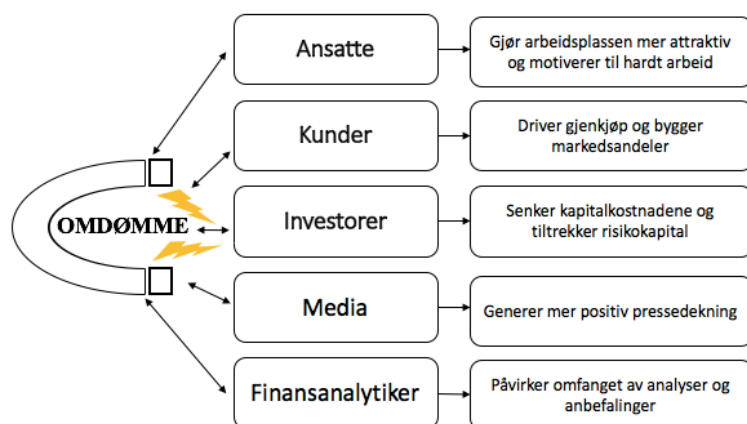 OMDØMME
Ansatte
Gjør arbeidsplassen mer attraktiv
og motiverer til hardt arbeid
Kunder
Driver gjenkjøp og bygger
markedsandeler
Investorer
Senker kapitalkostnadene og
tiltrekker risikokapital
Media
Generer mer positiv pressedekning
Finansanalytiker
Påvirker omfanget av analyser og
anbefalinger